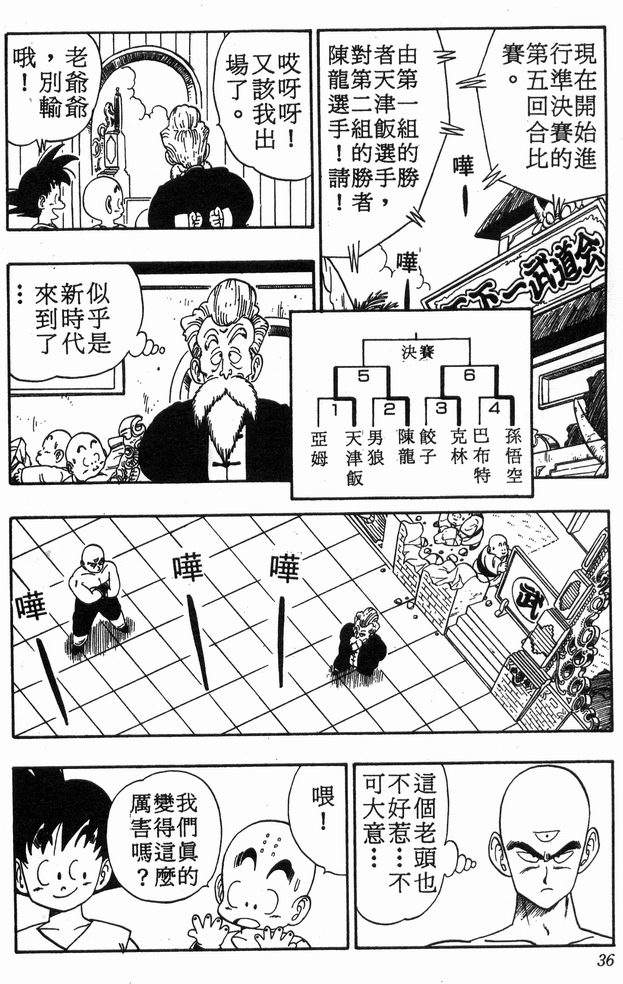 現在開始進
行準決賽的
第五回合比
賽。
由第一組的勝
者天津飯選手，
對第二組的勝者
陳龍選手！請！
嘩
嘩
天下一武道会
哎呀呀！
又該我出
場了。
老爺爺
，別輸
哦！
決賽
5
6
1
2
3
4
亞姆
天津飯
男狼
陳龍
餃子
克林
巴布特
孫悟空
似乎是
新時代
來到了
…
嘩
嘩
嘩
武
這個老頭也
不好惹…不
可大意…
喂！
我們真的
變得這麼
厲害嗎？
36